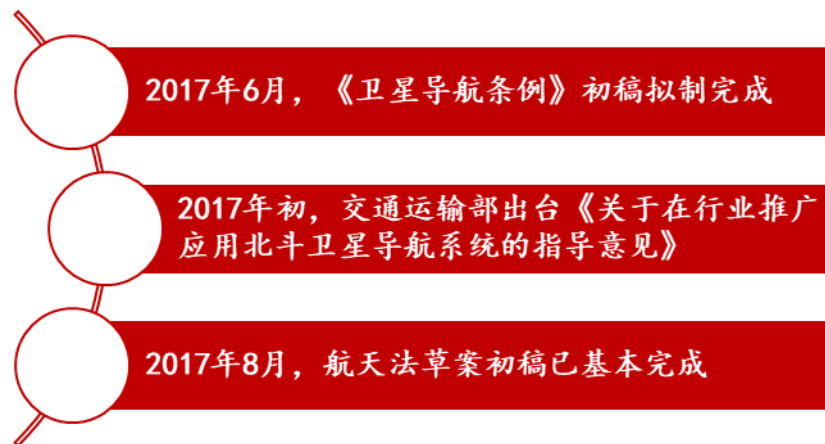 2017年6月，《卫星导航条例》初稿拟制完成
2017年初，交通运输部出台《关于在行业推广
应用北斗卫星导航系统的指导意见》
2017年8月，航天法草案初稿已基本完成